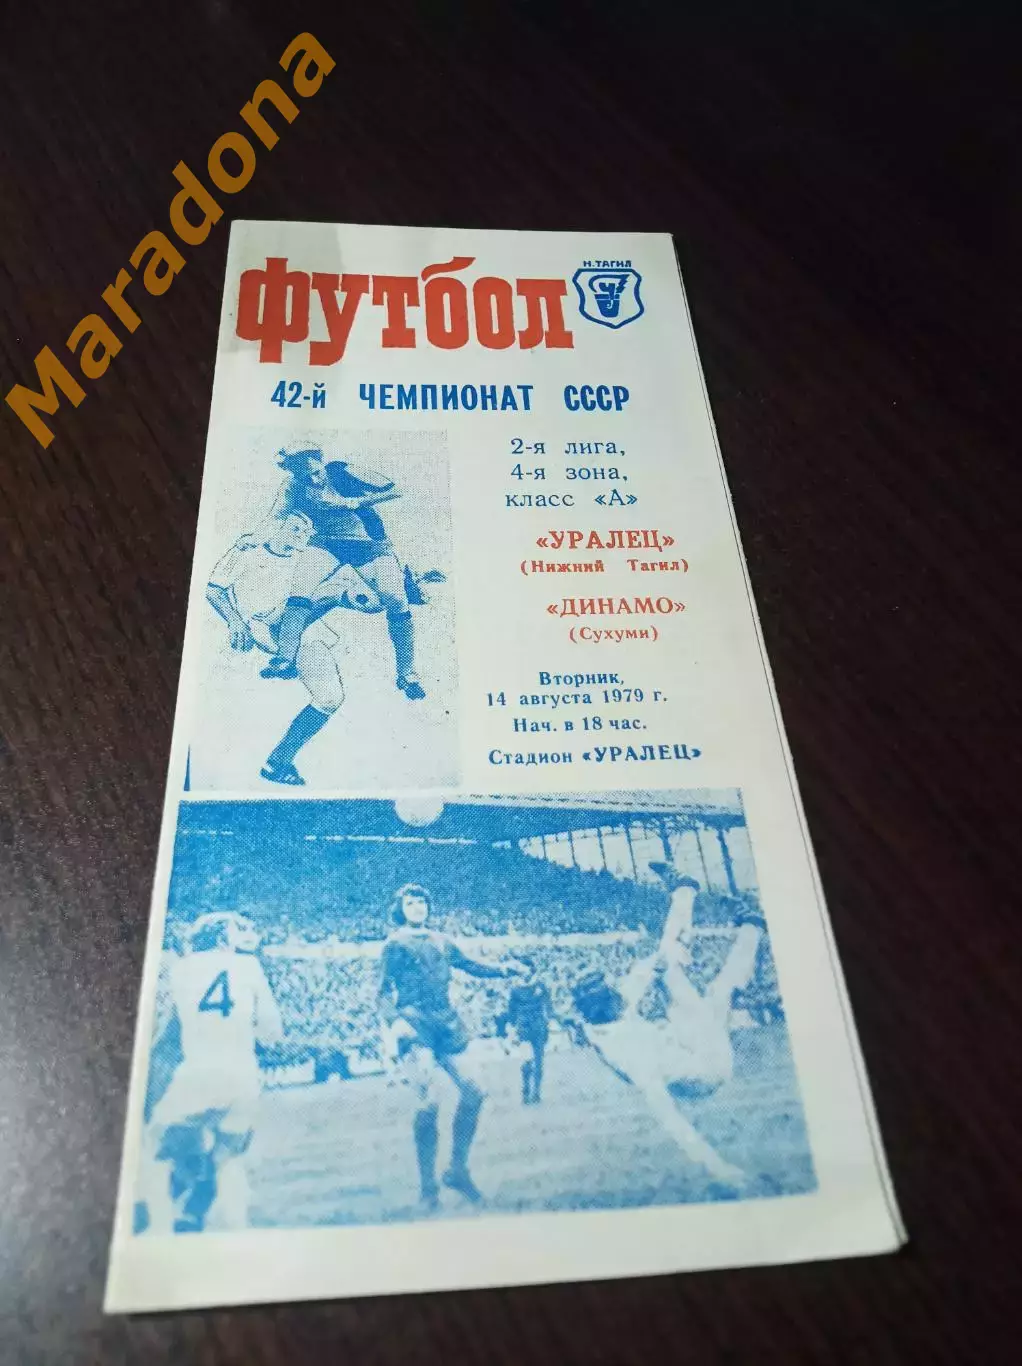 Maradona
Н. ТАГИЛ
ФУТБОЛ
42-й ЧЕМПИОНАТ СССР
2-я лига,
4-я зона,
класс «А»
«УРАЛЕЦ»
(Нижний Тагил)
«ДИНАМО»
(Сухуми)
Вторник,
14 августа 1979 г.
Нач. в 18 час.
Стадион «УРАЛЕЦ»
4